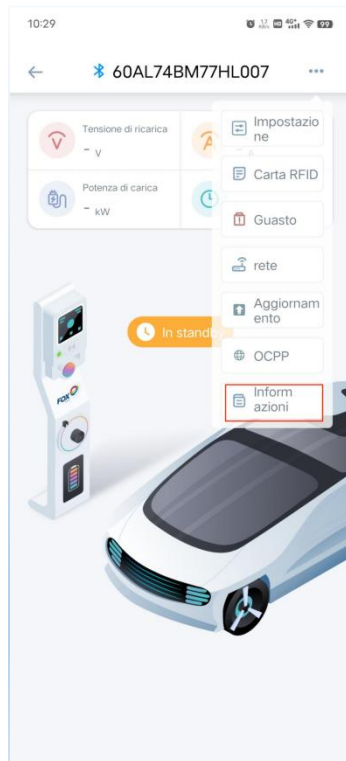 10:29
4G+
99
60AL74BM77HL007
Tensione di ricarica
- V
A
Potenza di carica
- kW
In standby
Impostazio
ne
Carta RFID
Guasto
rete
Aggiornam
ento
OCPP
Inform
azioni
FOX